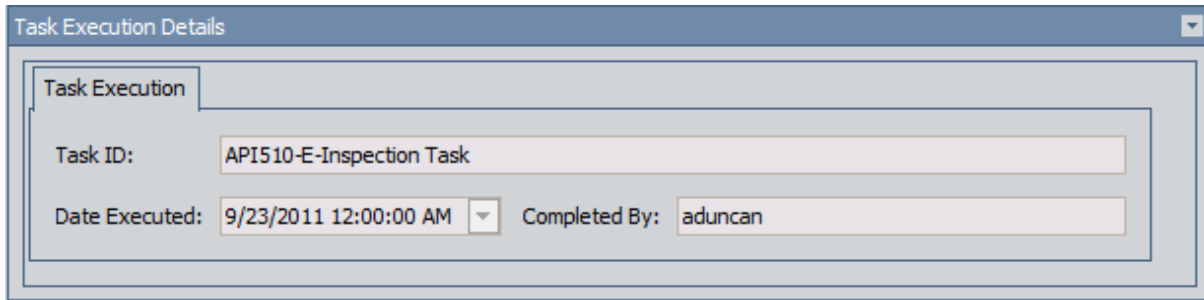 Task Execution Details
Task Execution
Task ID: API510-E-Inspection Task
Date Executed: 9/23/2011 12:00:00 AM Completed By: aduncan